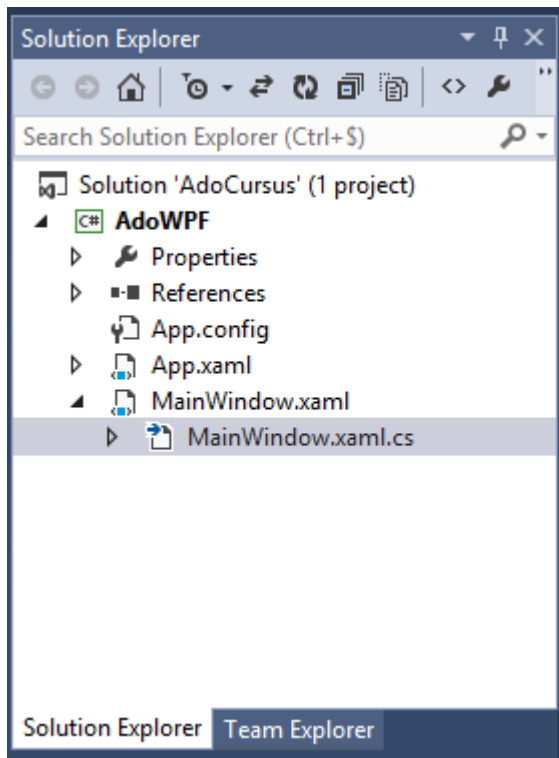 Solution Explorer
Search Solution Explorer (Ctrl+$)
Solution 'AdoCursus' (1 project)
C# AdoWPF
Properties
References
App.config
App.xaml
MainWindow.xaml
MainWindow.xaml.cs
Solution Explorer Team Explorer